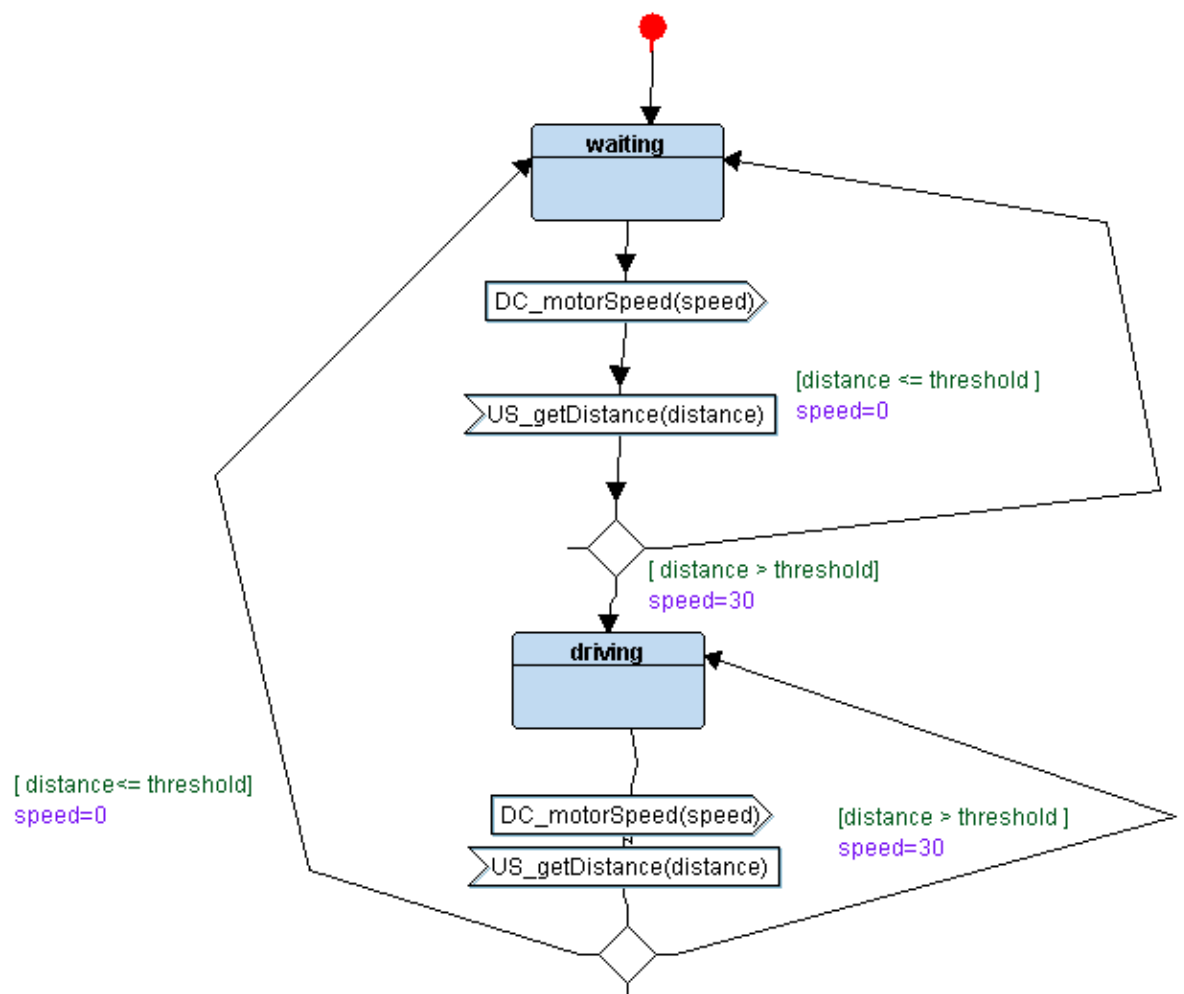 waiting
DC_motorSpeed(speed)
[distance <= threshold ]
speed=0
US_getDistance(distance)
[ distance > threshold]
speed=30
driving
[ distance<= threshold]
speed=0
DC_motorSpeed(speed)
[distance > threshold ]
speed=30
US_getDistance(distance)